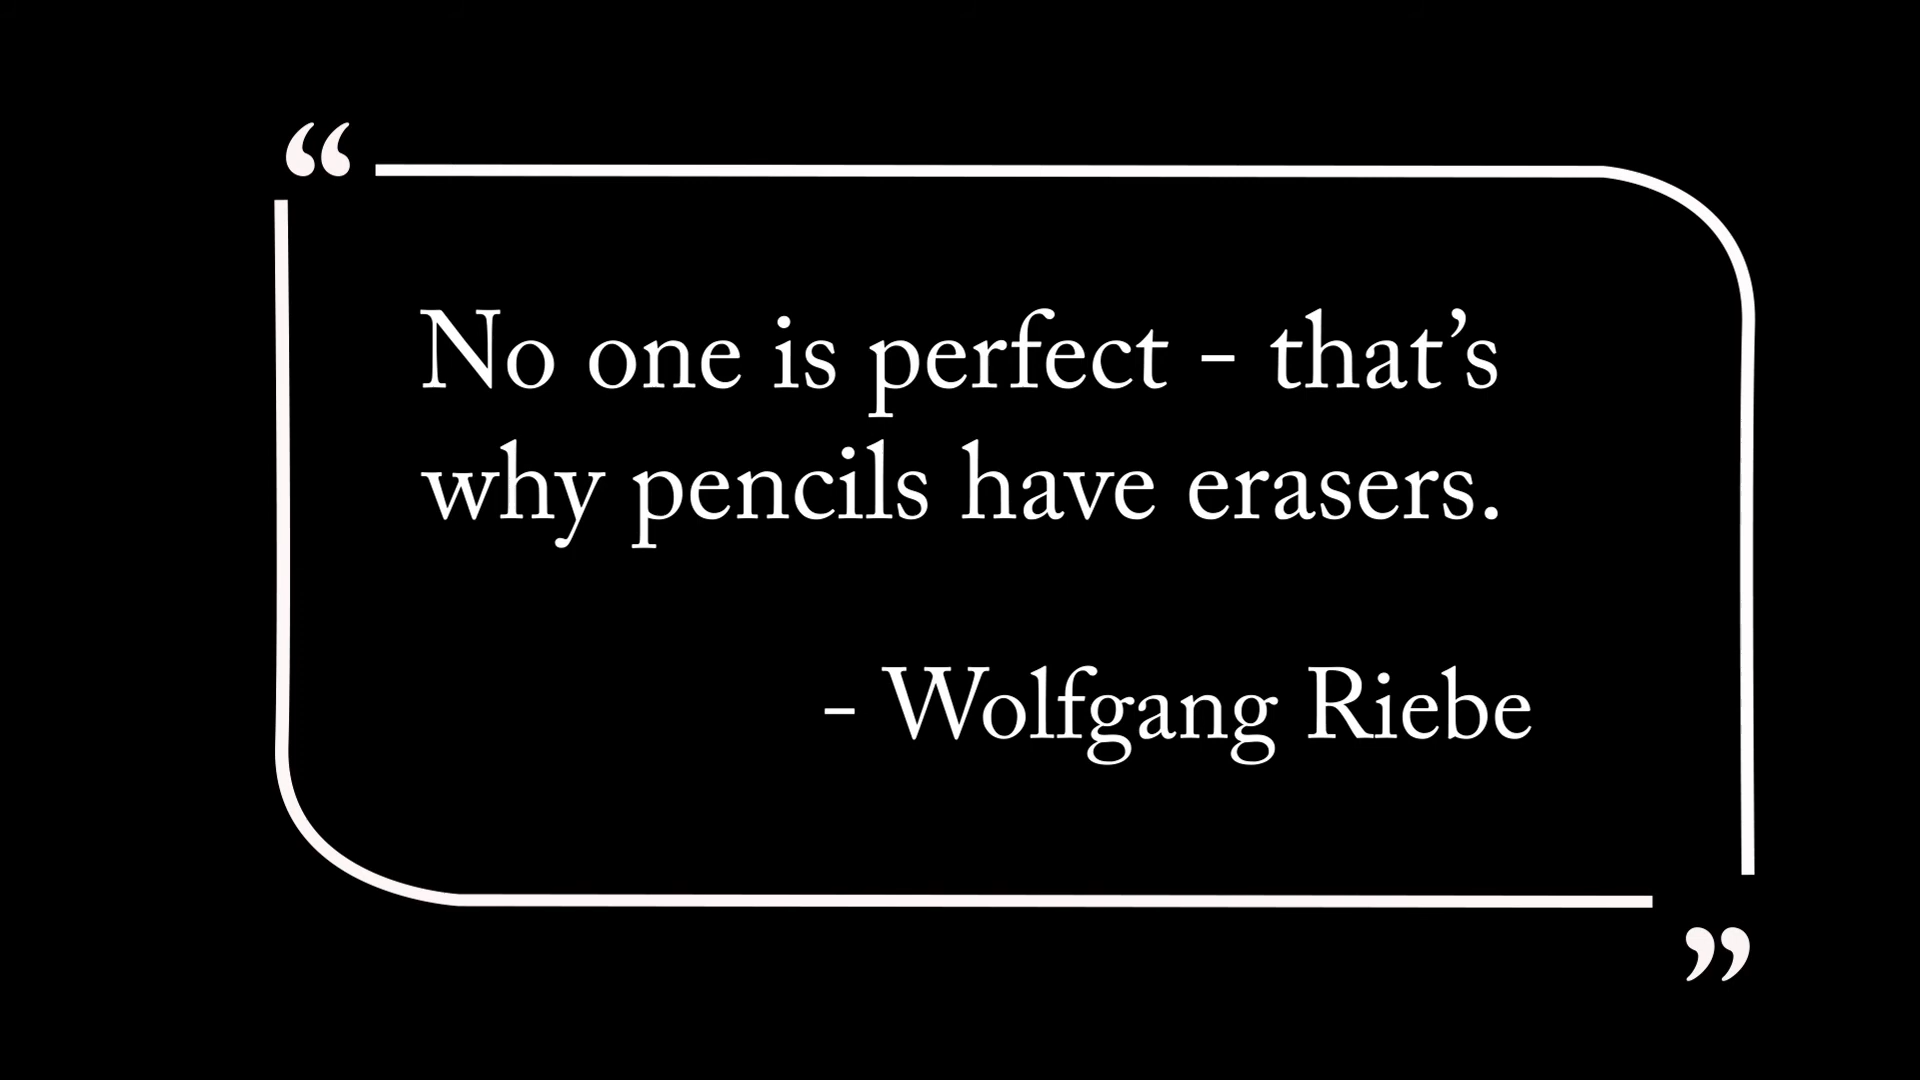 “
No one is perfect - that’s
why pencils have erasers.
- Wolfgang Riebe
”